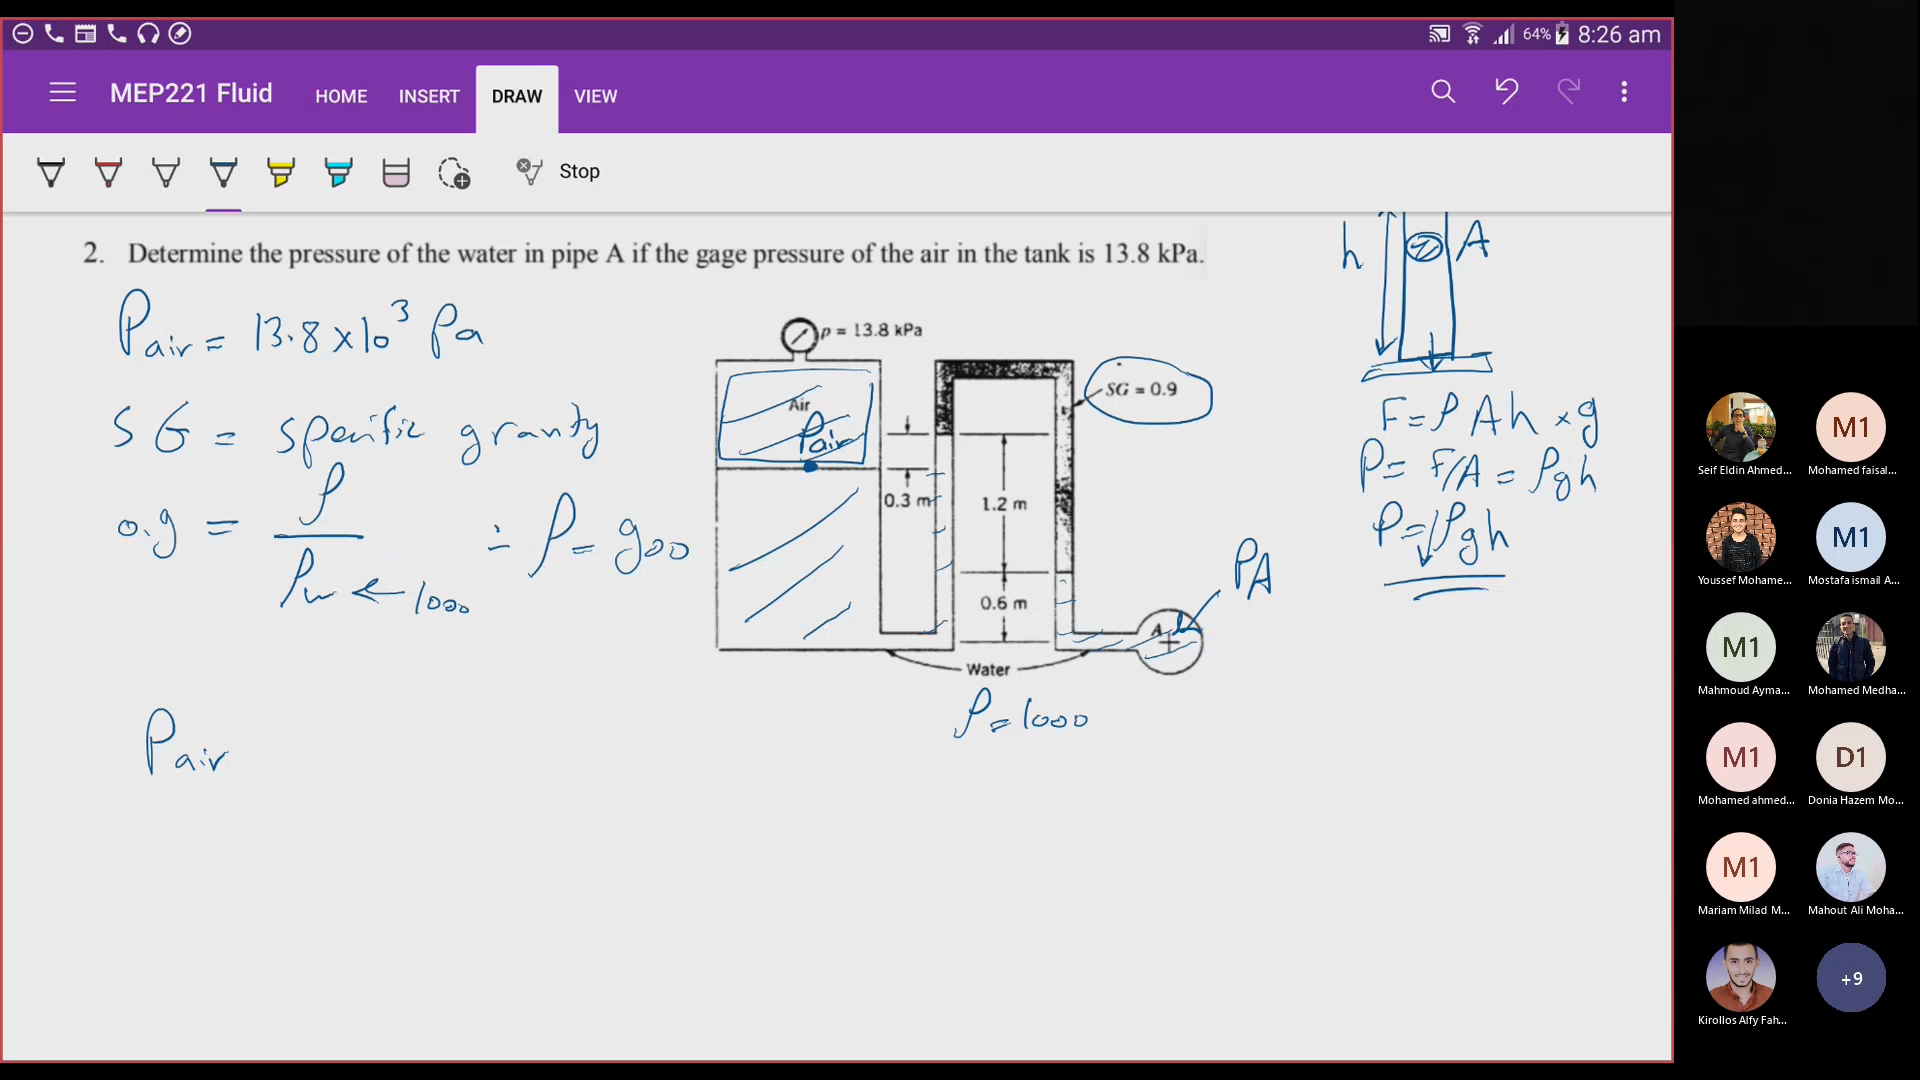 64% 8:26 am
MEP221 Fluid HOME INSERT DRAW VIEW
Stop
2. Determine the pressure of the water in pipe A if the gage pressure of the air in the tank is 13.8 kPa.
Pair = 13.8 x10³ Pa
SG = specific gravity
0.9 = ρ / ρw ← 1000 ∴ ρ = 900
Pair
p = 13.8 kPa
Air
Pair
SG = 0.9
0.3 m
1.2 m
0.6 m
A
PA
Water
ρ = 1000
h A
F = ρ A h × g
P = F/A = ρgh
P = ρgh
Seif Eldin Ahmed...
M1
Mohamed faisal...
Youssef Mohame...
M1
Mostafa ismail A...
M1
Mahmoud Ayma...
Mohamed Medha...
M1
Mohamed ahmed...
D1
Donia Hazem Mo...
M1
Mariam Milad M...
Mahout Ali Moha...
Kirollos Alfy Fah...
+9